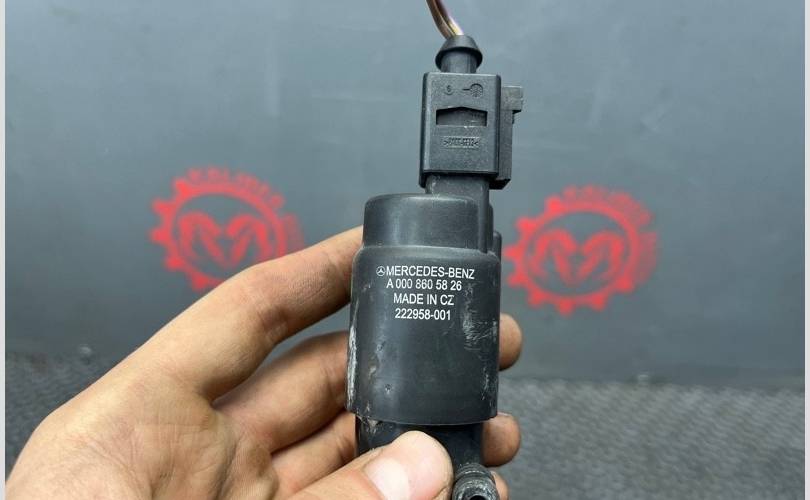 MERCEDES-BENZ
A 000 860 58 26
MADE IN CZ
222958-001